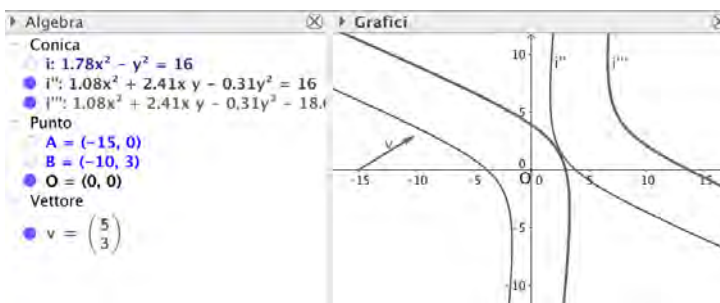 Algebra
Conica
i: 1.78x² – y² = 16
i'': 1.08x² + 2.41x y – 0.31y² = 16
i''': 1.08x² + 2.41x y – 0.31y² – 18.
Punto
A = (–15, 0)
B = (–10, 3)
O = (0, 0)
Vettore
v = (5
3)
Grafici
10
i''
i'''
5
v
0
-15
-10
-5
O
0
5
10
-5
-10